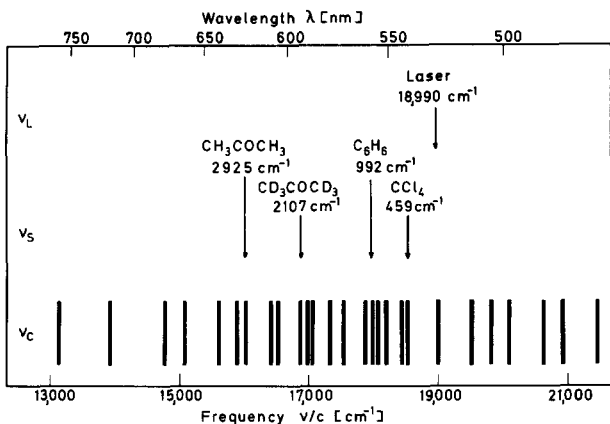 Wavelength λ [nm]
750 700 650 600 550 500
Laser
18,990 cm⁻¹
νL
CH₃COCH₃
2925 cm⁻¹
C₆H₆
992 cm⁻¹
CD₃COCD₃
2107 cm⁻¹
CCl₄
459 cm⁻¹
νS
νC
13,000 15,000 17,000 19,000 21,000
Frequency ν/c [cm⁻¹]